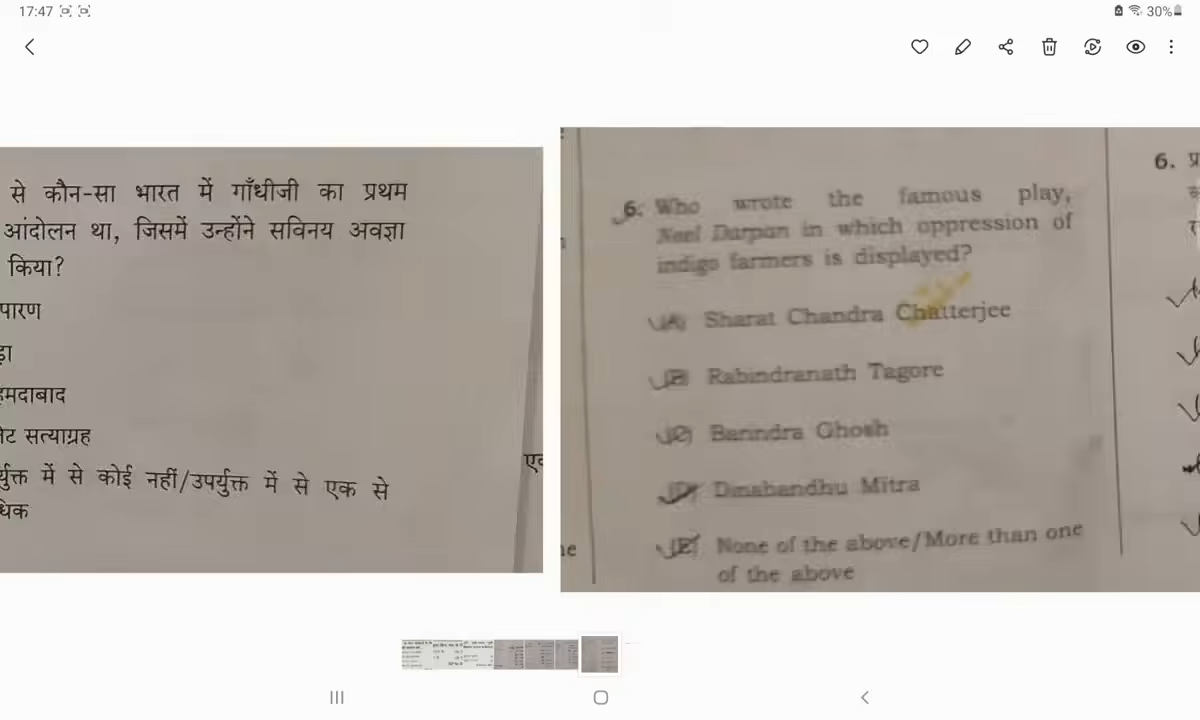 17:47
30%
से कौन-सा भारत में गाँधीजी का प्रथम
आंदोलन था, जिसमें उन्होंने सविनय अवज्ञा
किया?
पारण
ड़ा
हमदाबाद
सत्याग्रह
में से कोई नहीं/उपर्युक्त में से एक से
धिक
6. Who wrote the famous play,
Neel Darpan in which oppression of
indigo farmers is displayed?
(A) Sharat Chandra Chatterjee
(B) Rabindranath Tagore
(C) Barindra Ghosh
(D) Dinabandhu Mitra
(E) None of the above/More than one
of the above
6.